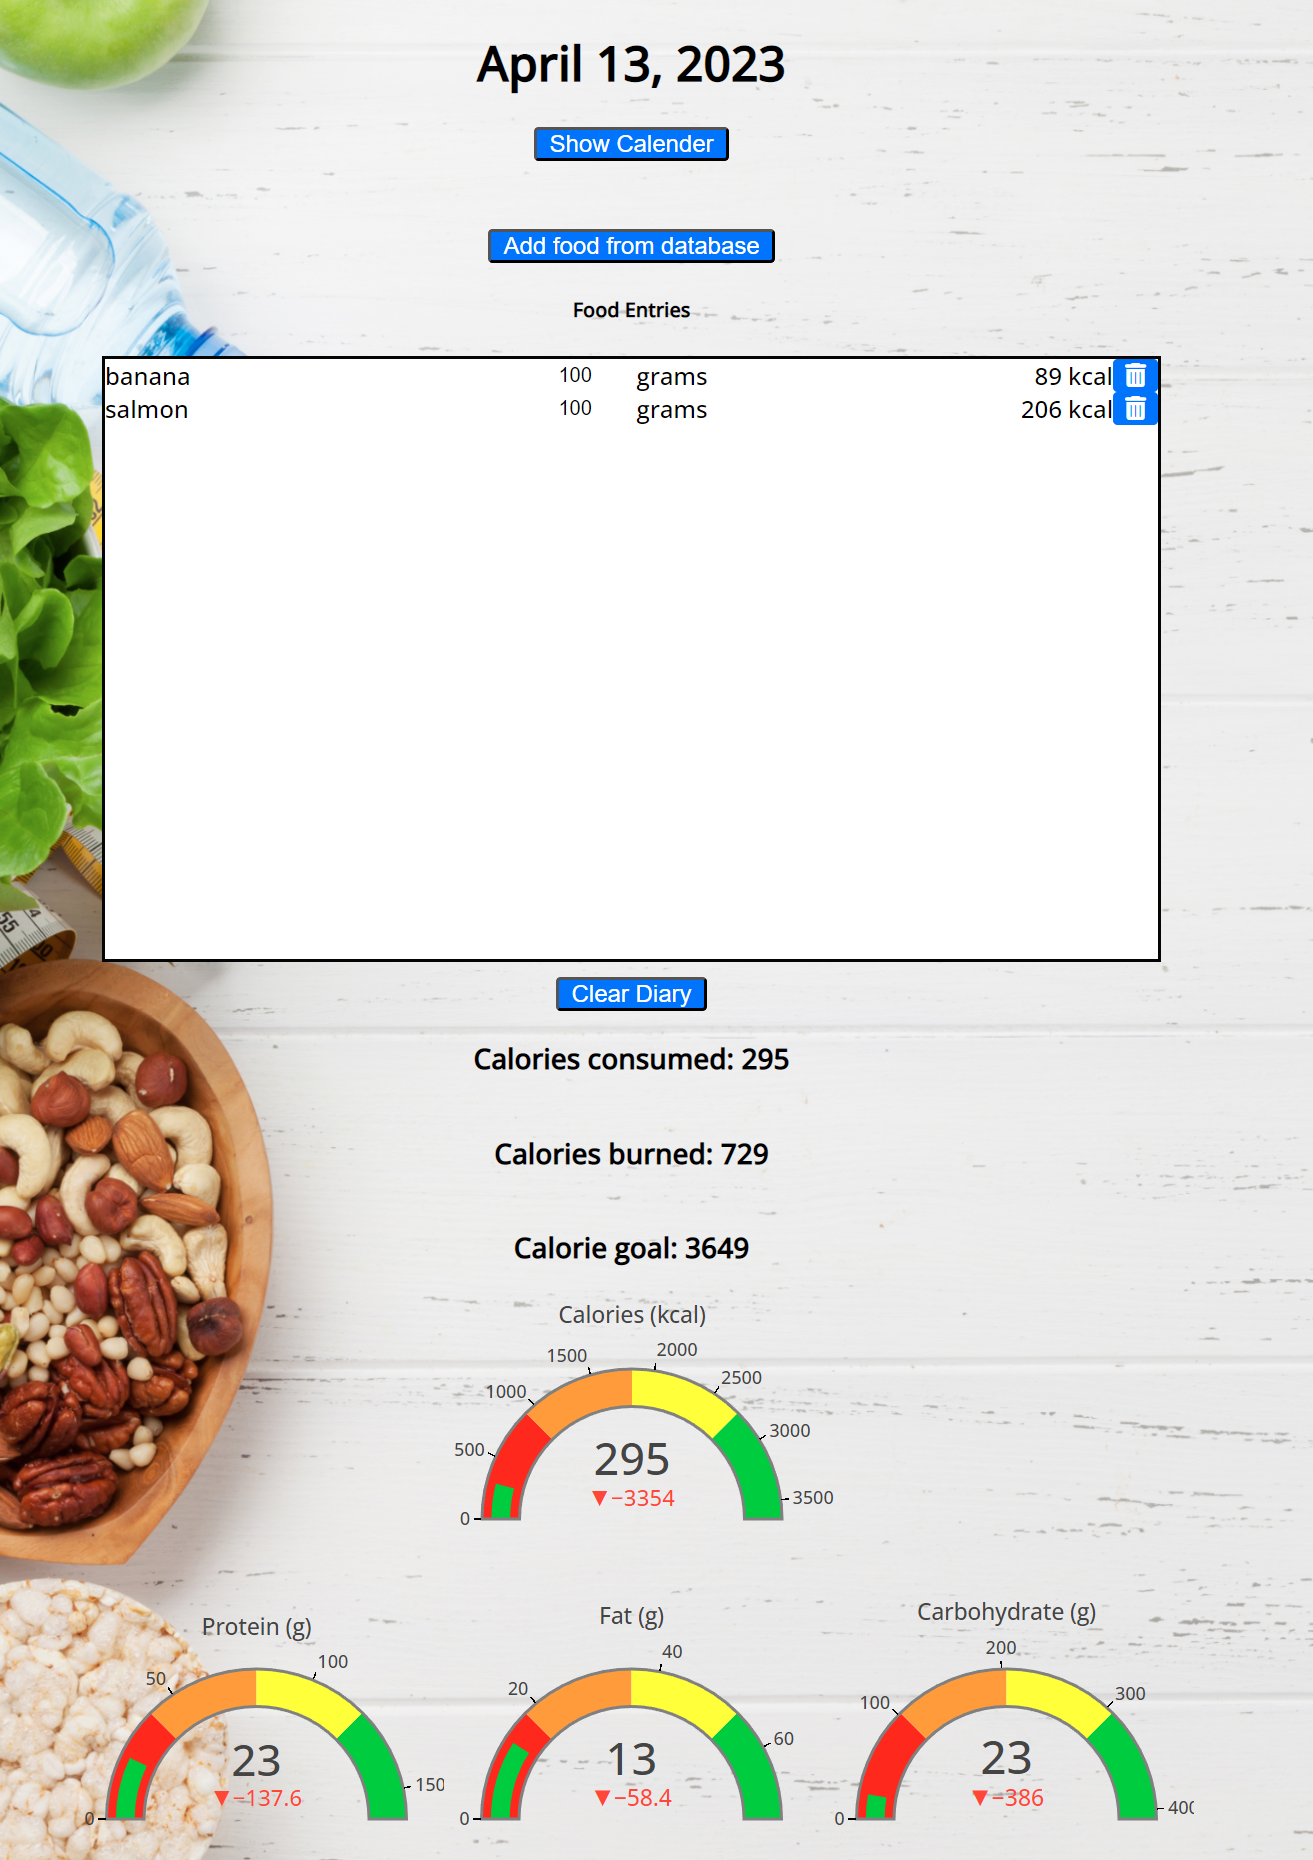 April 13, 2023
Show Calender
Add food from database
Food Entries
banana 100 grams 89 kcal
salmon 100 grams 206 kcal
Clear Diary
Calories consumed: 295
Calories burned: 729
Calorie goal: 3649
Calories (kcal)
0 500 1000 1500 2000 2500 3000 3500
295
▼−3354
Protein (g)
0 50 100 150
23
▼−137.6
Fat (g)
0 20 40 60
13
▼−58.4
Carbohydrate (g)
0 100 200 300 400
23
▼−386